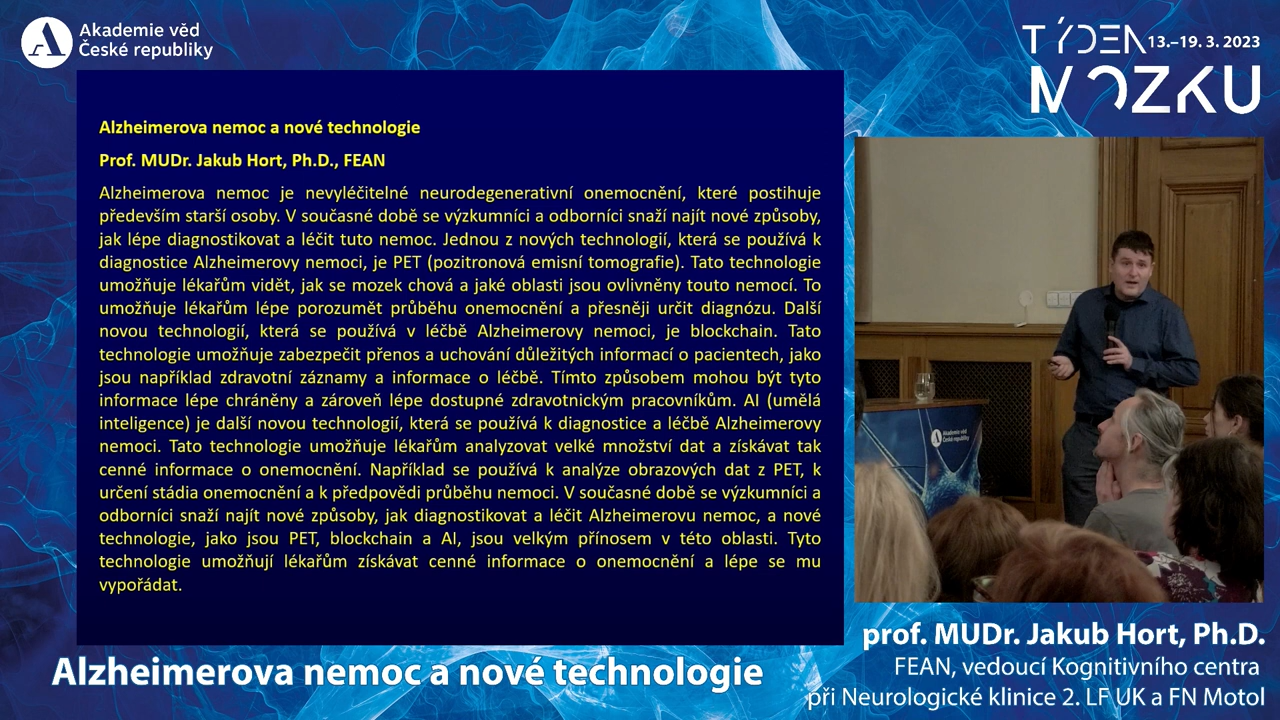 Akademie věd
České republiky
TÝDEN 13.–19. 3. 2023
MOZKU
Alzheimerova nemoc a nové technologie
Prof. MUDr. Jakub Hort, Ph.D., FEAN
Alzheimerova nemoc je nevyléčitelné neurodegenerativní onemocnění, které postihuje
především starší osoby. V současné době se výzkumníci a odborníci snaží najít nové způsoby,
jak lépe diagnostikovat a léčit tuto nemoc. Jednou z nových technologií, která se používá k
diagnostice Alzheimerovy nemoci, je PET (pozitronová emisní tomografie). Tato technologie
umožňuje lékařům vidět, jak se mozek chová a jaké oblasti jsou ovlivněny touto nemocí. To
umožňuje lékařům lépe porozumět průběhu onemocnění a přesněji určit diagnózu. Další
novou technologií, která se používá v léčbě Alzheimerovy nemoci, je blockchain. Tato
technologie umožňuje zabezpečit přenos a uchování důležitých informací o pacientech, jako
jsou například zdravotní záznamy a informace o léčbě. Tímto způsobem mohou být tyto
informace lépe chráněny a zároveň lépe dostupné zdravotnickým pracovníkům. AI (umělá
inteligence) je další novou technologií, která se používá k diagnostice a léčbě Alzheimerovy
nemoci. Tato technologie umožňuje lékařům analyzovat velké množství dat a získávat tak
cenné informace o onemocnění. Například se používá k analýze obrazových dat z PET, k
určení stádia onemocnění a k předpovědi průběhu nemoci. V současné době se výzkumníci a
odborníci snaží najít nové způsoby, jak diagnostikovat a léčit Alzheimerovu nemoc, a nové
technologie, jako jsou PET, blockchain a AI, jsou velkým přínosem v této oblasti. Tyto
technologie umožňují lékařům získávat cenné informace o onemocnění a lépe se mu
vypořádat.
Akademie věd
České republiky
Alzheimerova nemoc a nové technologie
prof. MUDr. Jakub Hort, Ph.D.
FEAN, vedoucí Kognitivního centra
při Neurologické klinice 2. LF UK a FN Motol